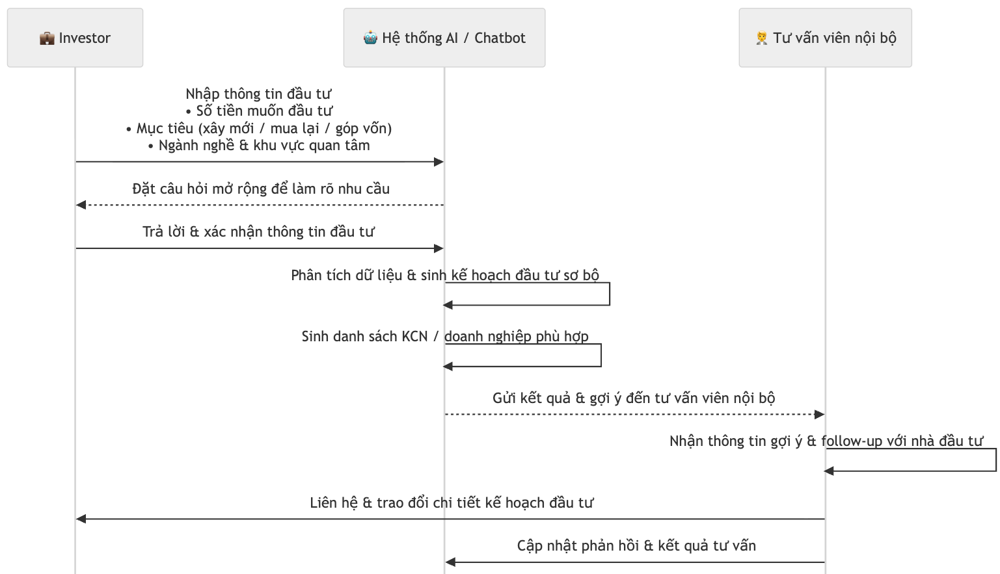 💼 Investor
🤖 Hệ thống AI / Chatbot
🧑‍💼 Tư vấn viên nội bộ
Nhập thông tin đầu tư
• Số tiền muốn đầu tư
• Mục tiêu (xây mới / mua lại / góp vốn)
• Ngành nghề & khu vực quan tâm
Đặt câu hỏi mở rộng để làm rõ nhu cầu
Trả lời & xác nhận thông tin đầu tư
Phân tích dữ liệu & sinh kế hoạch đầu tư sơ bộ
Sinh danh sách KCN / doanh nghiệp phù hợp
Gửi kết quả & gợi ý đến tư vấn viên nội bộ
Nhận thông tin gợi ý & follow-up với nhà đầu tư
Liên hệ & trao đổi chi tiết kế hoạch đầu tư
Cập nhật phản hồi & kết quả tư vấn